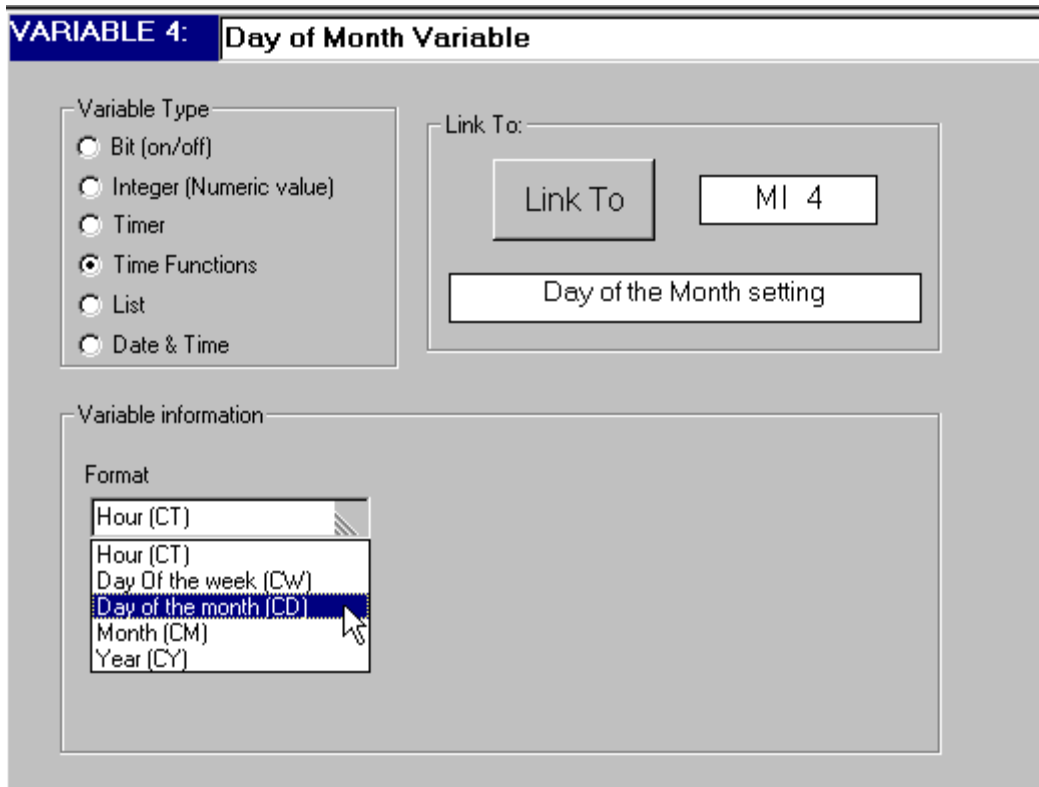 VARIABLE 4: Day of Month Variable
Variable Type
Bit (on/off)
Integer (Numeric value)
Timer
Time Functions
List
Date & Time
Link To:
Link To MI 4
Day of the Month setting
Variable information
Format
Hour (CT)
Hour (CT)
Day Of the week (CW)
Day of the month (CD)
Month (CM)
Year (CY)